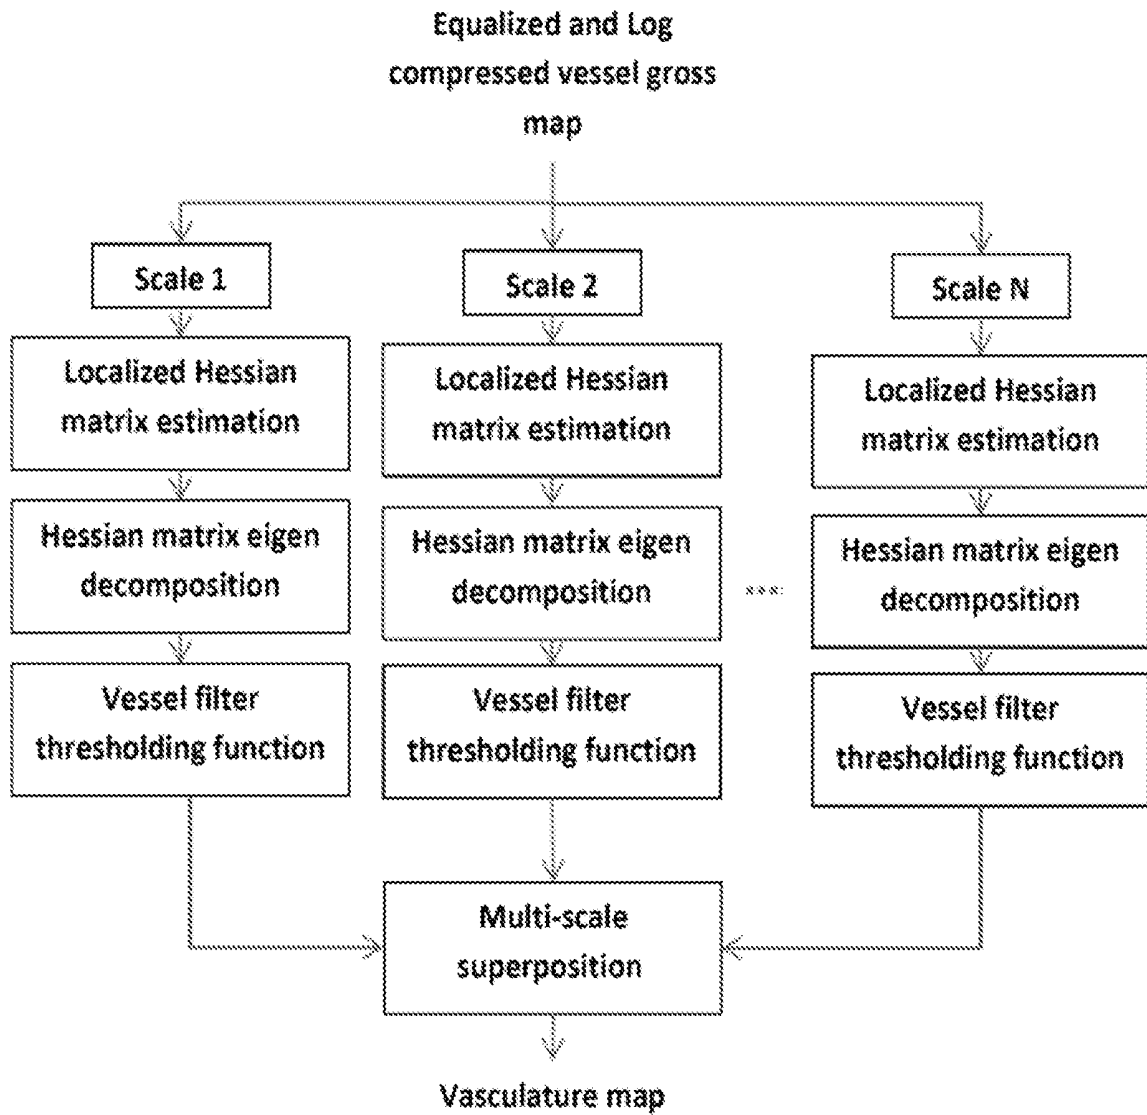 Equalized and Log
compressed vessel gross
map
Scale 1
Scale 2
Scale N
Localized Hessian
matrix estimation
Localized Hessian
matrix estimation
Localized Hessian
matrix estimation
Hessian matrix eigen
decomposition
Hessian matrix eigen
decomposition
....
Hessian matrix eigen
decomposition
Vessel filter
thresholding function
Vessel filter
thresholding function
Vessel filter
thresholding function
Multi-scale
superposition
Vasculature map